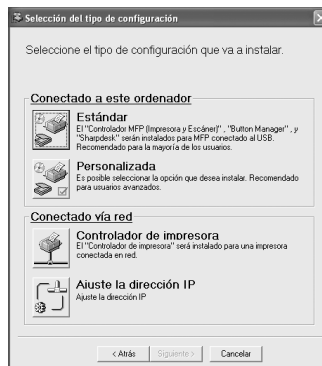 Selección del tipo de configuración
Seleccione el tipo de configuración que va a instalar.
Conectado a este ordenador
Estándar
El "Controlador MFP (Impresora y Escáner)" , "Button Manager" , y
"Sharpdesk" serán instalados para MFP conectado al USB.
Recomendado para la mayoría de los usuarios.
Personalizada
Es posible seleccionar la opción que desea instalar. Recomendado
para usuarios avanzados.
Conectado vía red
Controlador de impresora
El "Controlador de impresora" será instalado para una impresora
conectada en red.
Ajuste la dirección IP
Ajuste la dirección IP
< Atrás
Siguiente >
Cancelar